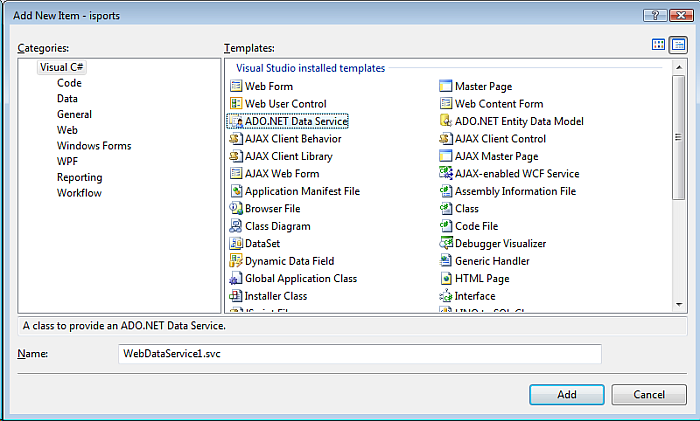 Add New Item - isports
Categories:
Templates:
Visual C#
Code
Data
General
Web
Windows Forms
WPF
Reporting
Workflow
Visual Studio installed templates
Web Form
Master Page
Web User Control
Web Content Form
ADO.NET Data Service
ADO.NET Entity Data Model
AJAX Client Behavior
AJAX Client Control
AJAX Client Library
AJAX Master Page
AJAX Web Form
AJAX-enabled WCF Service
Application Manifest File
Assembly Information File
Browser File
Class
Class Diagram
Code File
DataSet
Debugger Visualizer
Dynamic Data Field
Generic Handler
Global Application Class
HTML Page
Installer Class
Interface
A class to provide an ADO.NET Data Service.
Name:
WebDataService1.svc
Add
Cancel